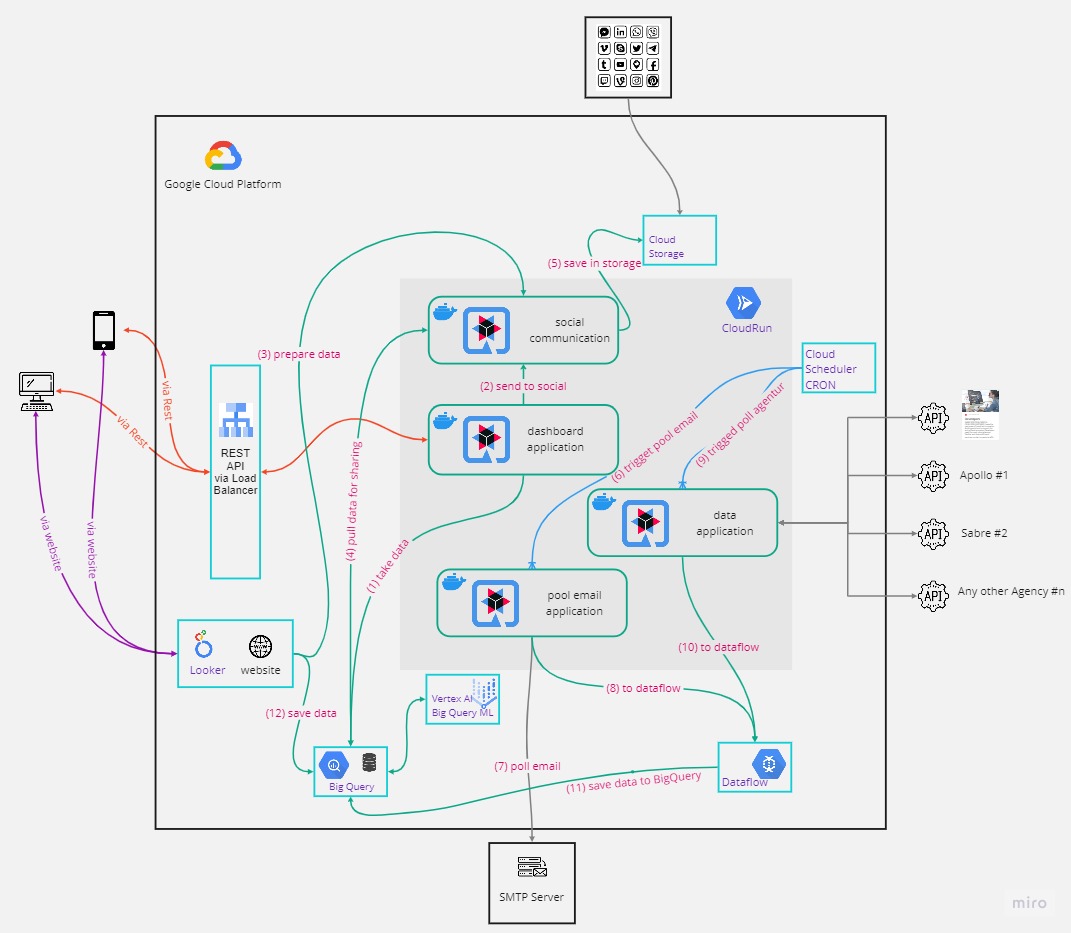 Google Cloud Platform
Cloud
Storage
(5) save in storage
CloudRun
social
communication
(3) prepare data
Cloud
Scheduler
CRON
(2) send to social
via Rest
via Rest
dashboard
application
(6) trigget pool email
(9) trigged poll agentur
REST
API
via Load
Balancer
(4) pull data for sharing
API
API
Apollo #1
data
application
API
Sabre #2
via website
via website
(1) take data
pool email
application
API
Any other Agency #n
(10) to dataflow
Looker
website
WWW
(8) to dataflow
Vertex AI
Big Query ML
(12) save data
(7) poll email
Big Query
(11) save data to BigQuery
Dataflow
SMTP Server
miro